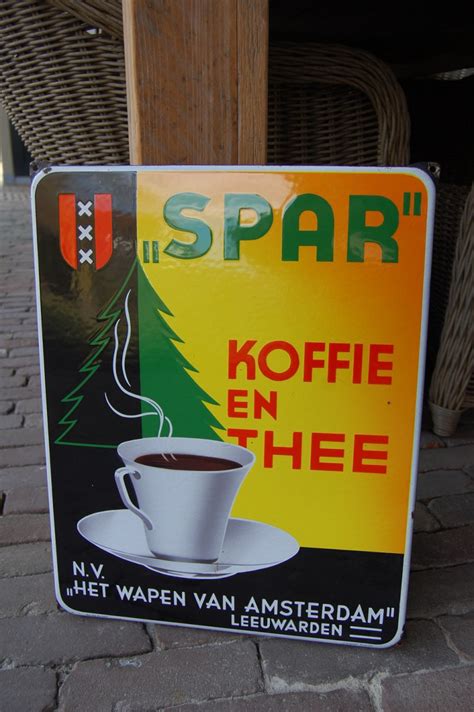 „SPAR"
KOFFIE
EN
THEE
N.V.
„HET WAPEN VAN AMSTERDAM"
LEEUWARDEN